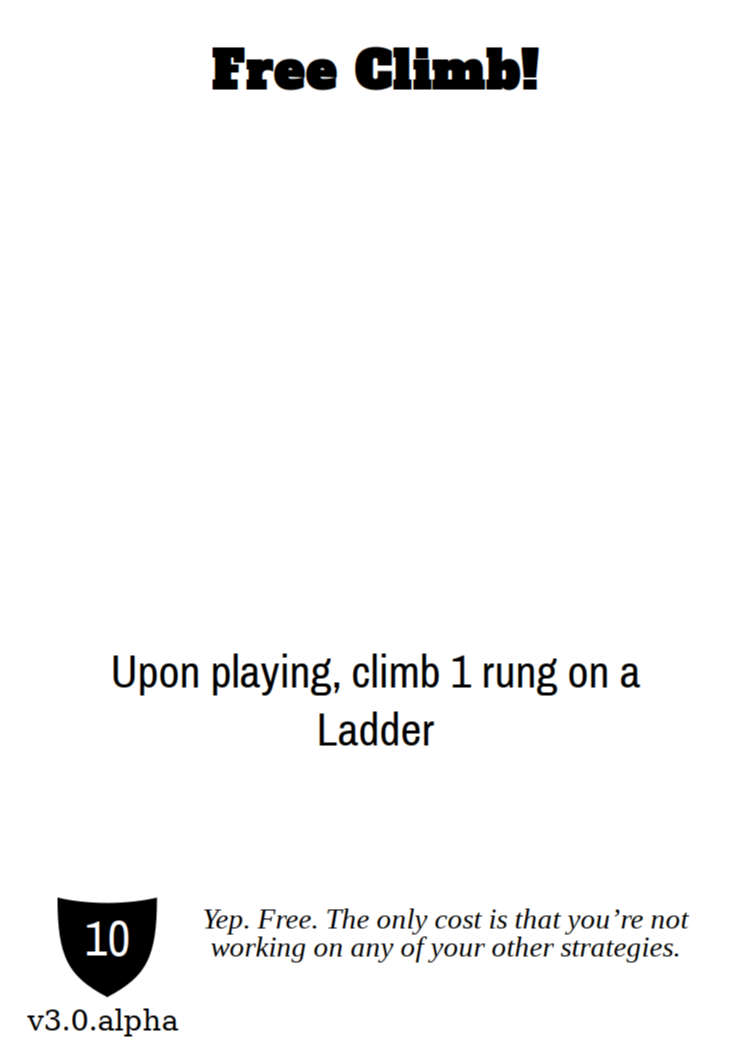 Free Climb!
Upon playing, climb 1 rung on a
Ladder
10
Yep. Free. The only cost is that you’re not
working on any of your other strategies.
v3.0.alpha